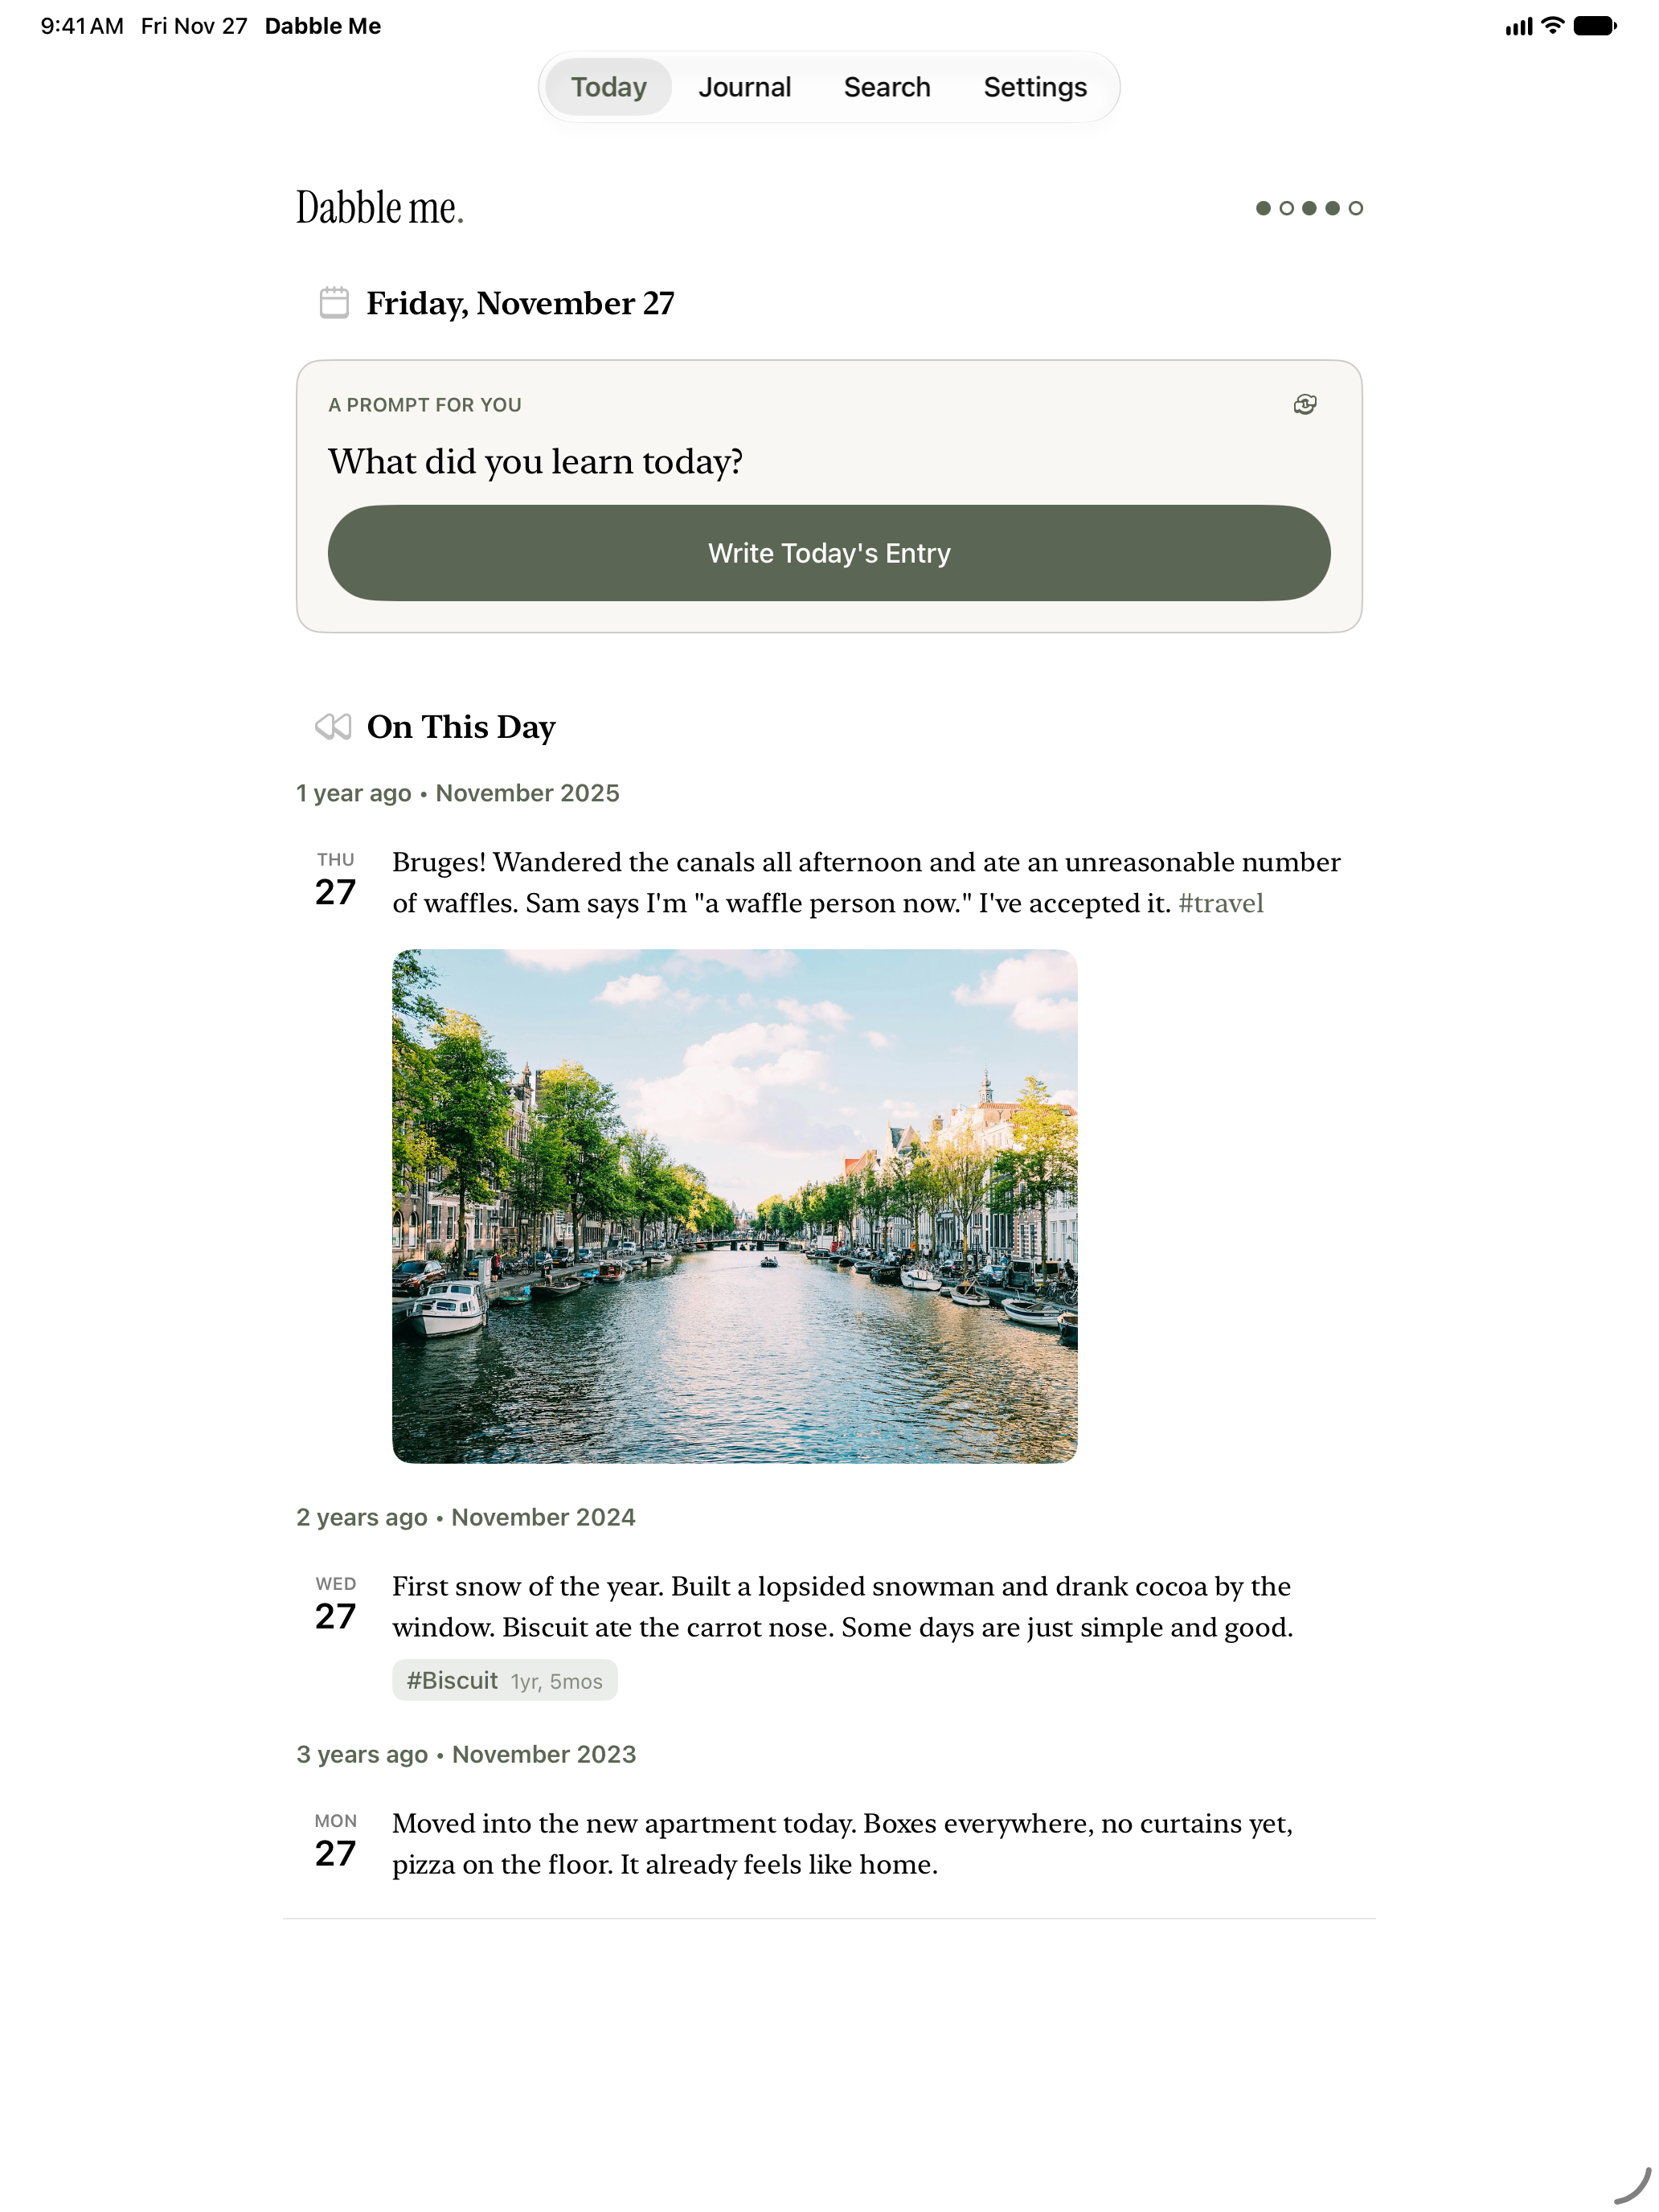 9:41 AM Fri Nov 27 Dabble Me
Today Journal Search Settings
Dabble me.
Friday, November 27
A PROMPT FOR YOU
What did you learn today?
Write Today's Entry
On This Day
1 year ago • November 2025
THU
27
Bruges! Wandered the canals all afternoon and ate an unreasonable number
of waffles. Sam says I'm "a waffle person now." I've accepted it. #travel
2 years ago • November 2024
WED
27
First snow of the year. Built a lopsided snowman and drank cocoa by the
window. Biscuit ate the carrot nose. Some days are just simple and good.
#Biscuit 1yr, 5mos
3 years ago • November 2023
MON
27
Moved into the new apartment today. Boxes everywhere, no curtains yet,
pizza on the floor. It already feels like home.